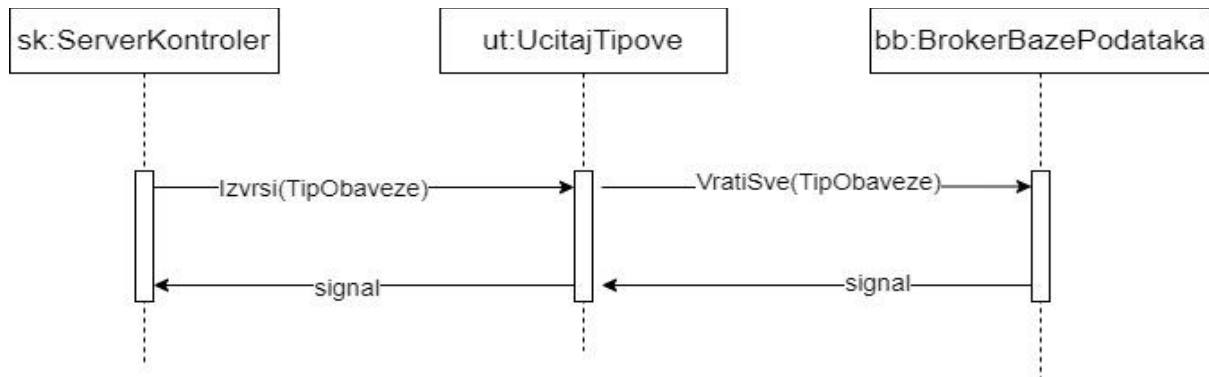 sk:ServerKontroler
ut:UcitajTipove
bb:BrokerBazePodataka
Izvrsi(TipObaveze)
VratiSve(TipObaveze)
signal
signal